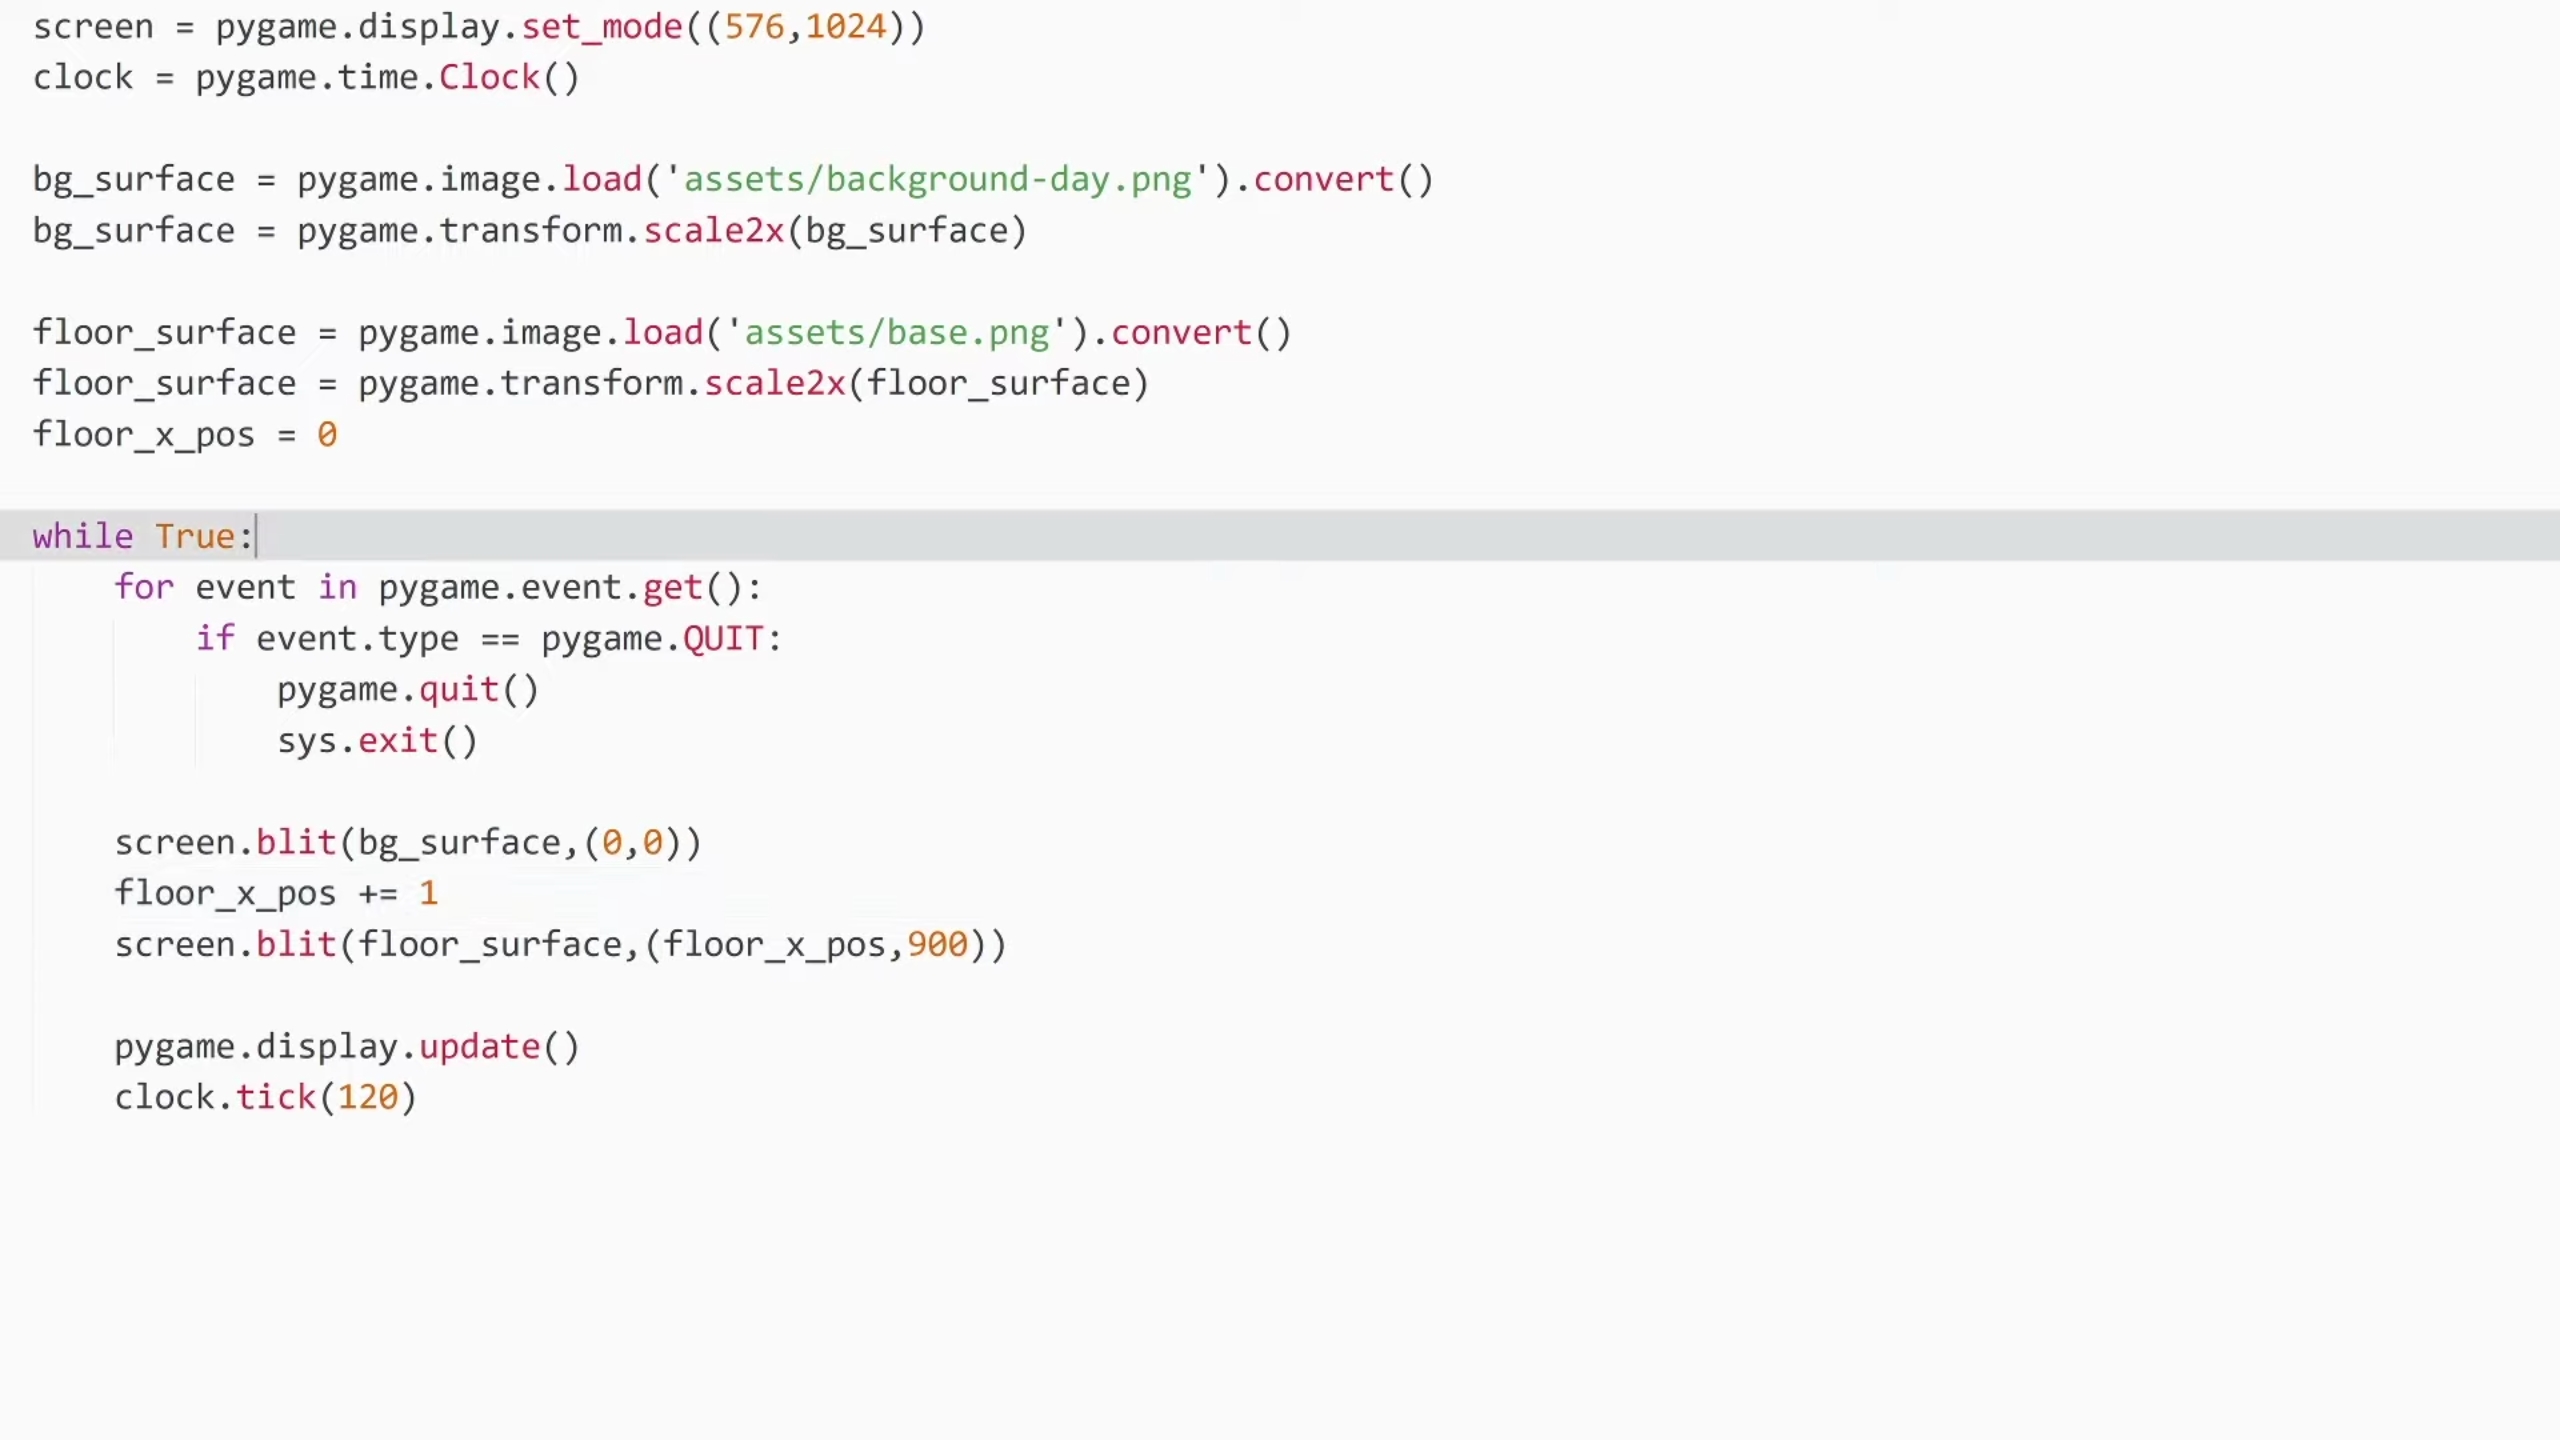 screen = pygame.display.set_mode((576,1024))
clock = pygame.time.Clock()

bg_surface = pygame.image.load('assets/background-day.png').convert()
bg_surface = pygame.transform.scale2x(bg_surface)

floor_surface = pygame.image.load('assets/base.png').convert()
floor_surface = pygame.transform.scale2x(floor_surface)
floor_x_pos = 0

while True:
    for event in pygame.event.get():
        if event.type == pygame.QUIT:
            pygame.quit()
            sys.exit()

    screen.blit(bg_surface,(0,0))
    floor_x_pos += 1
    screen.blit(floor_surface,(floor_x_pos,900))

    pygame.display.update()
    clock.tick(120)